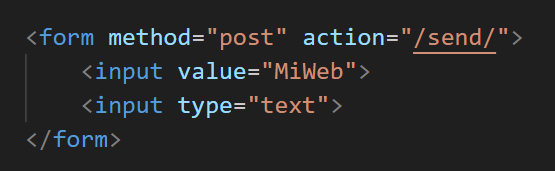 <form method="post" action="/send/">
<input value="MiWeb">
<input type="text">
</form>